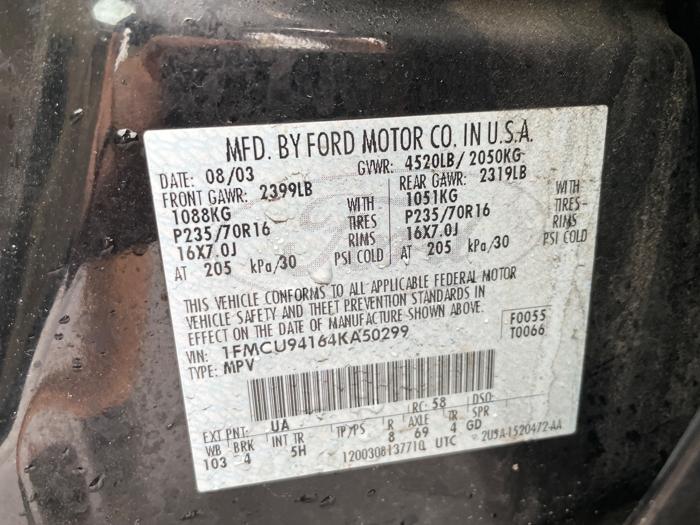 MFD. BY FORD MOTOR CO. IN U.S.A.
DATE: 08/03 GVWR: 4520LB/ 2050KG
FRONT GAWR: 2399LB REAR GAWR: 2319LB
1088KG WITH 1051KG WITH
P235/70R16 TIRES P235/70R16 TIRES
16X7.0J RIMS 16X7.0J RIMS
AT 205 kPa/30 PSI COLD AT 205 kPa/30 PSI COLD
THIS VEHICLE CONFORMS TO ALL APPLICABLE FEDERAL MOTOR
VEHICLE SAFETY AND THEFT PREVENTION STANDARDS IN
EFFECT ON THE DATE OF MANUFACTURE SHOWN ABOVE.
F0055
VIN: 1FMCU94164KA50299 T0066
TYPE: MPV
EXT PNT: UA RC: 58 DSO:
WB BRK INT TR TP/PS R AXLE TR SPR
103 4 5H 8 69 4 GD
UTC 2U5A-1520472-AA